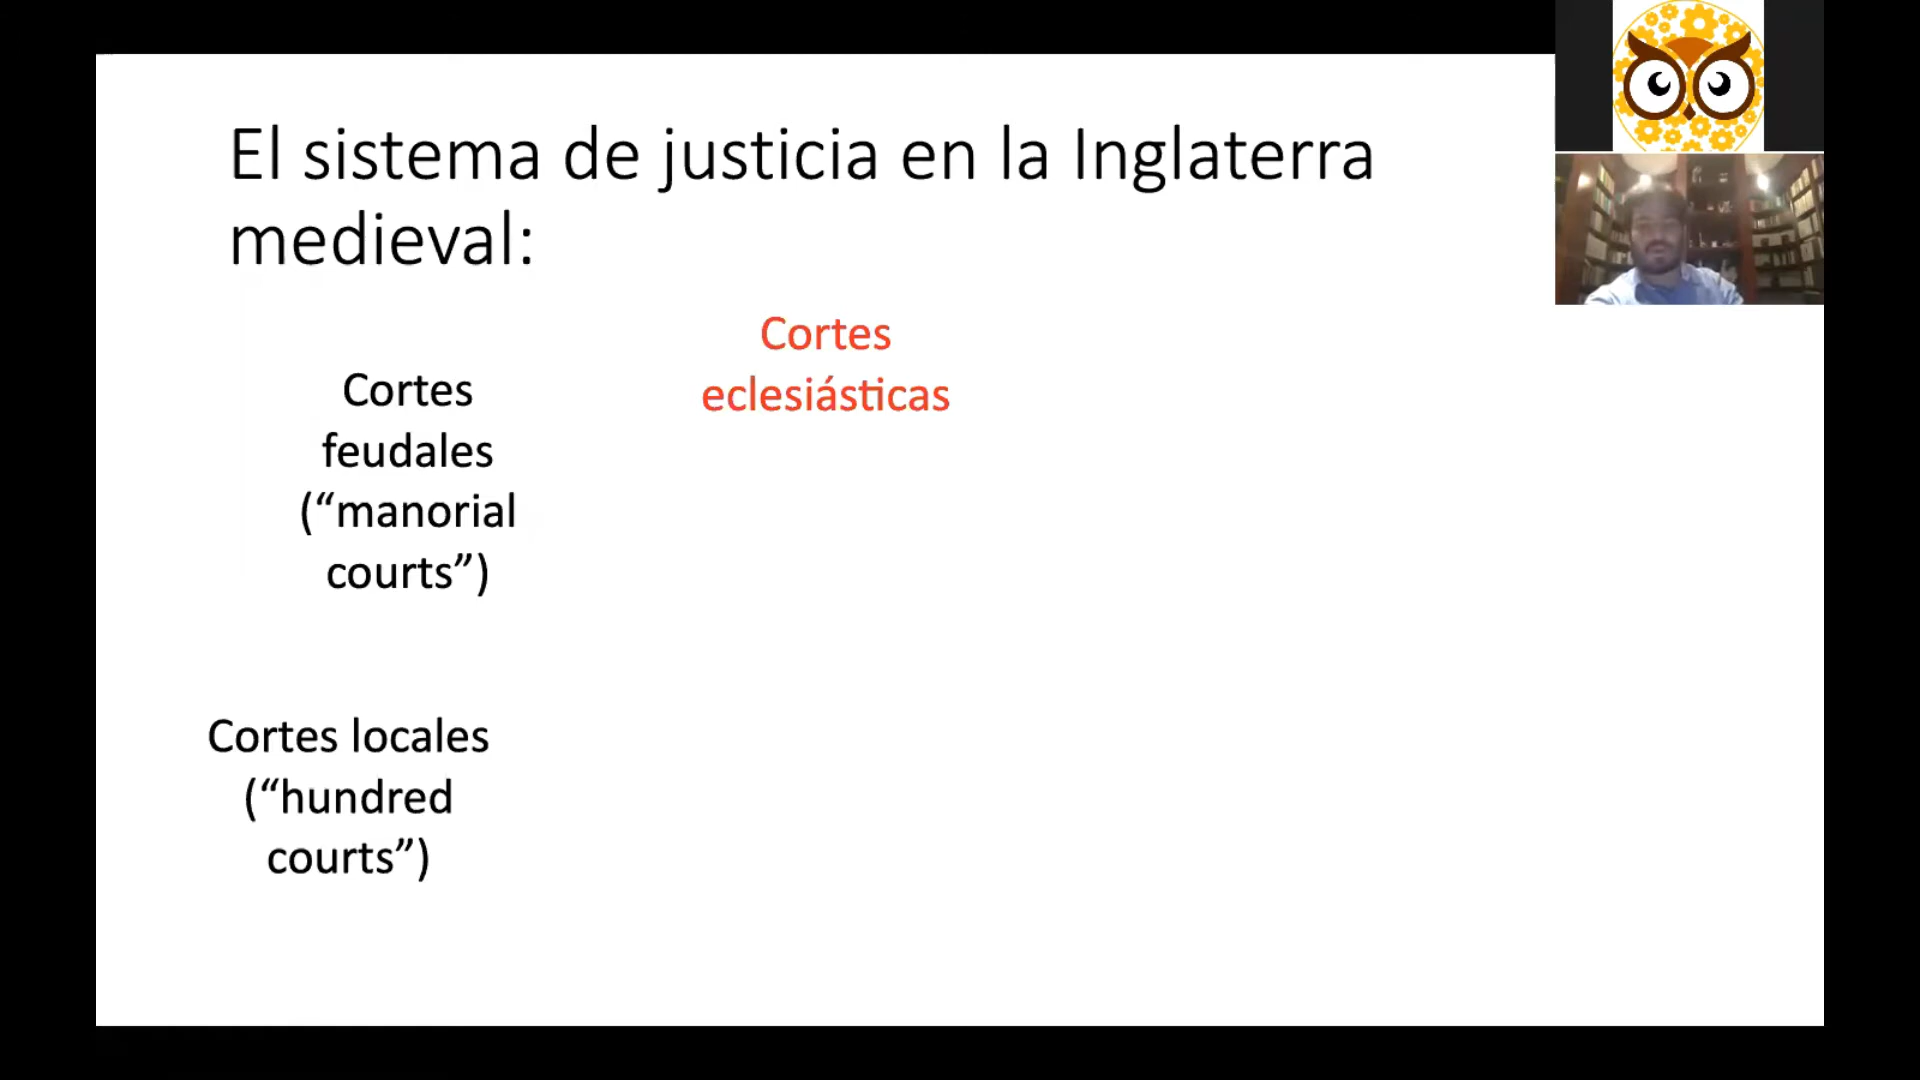 El sistema de justicia en la Inglaterra
medieval:
Cortes
eclesiásticas
Cortes
feudales
(“manorial
courts”)
Cortes locales
(“hundred
courts”)